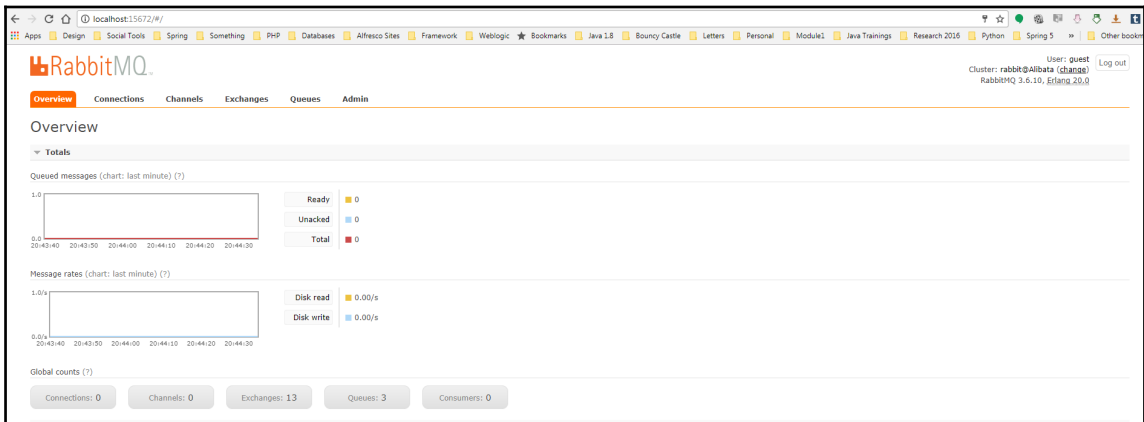 localhost:15672/#/
Apps Design Social Tools Spring Something PHP Databases Alfresco Sites Framework Weblogic Bookmarks Java 1.8 Bouncy Castle Letters Personal Module1 Java Trainings Research 2016 Python Spring 5 » Other bookm
RabbitMQ
User: guest
Log out
Cluster: rabbit@Alibata (change)
RabbitMQ 3.6.10, Erlang 20.0
Overview Connections Channels Exchanges Queues Admin
Overview
Totals
Queued messages (chart: last minute) (?)
1.0
0.0
20:43:40 20:43:50 20:44:00 20:44:10 20:44:20 20:44:30
Ready 0
Unacked 0
Total 0
Message rates (chart: last minute) (?)
1.0/s
0.0/s
20:43:40 20:43:50 20:44:00 20:44:10 20:44:20 20:44:30
Disk read 0.00/s
Disk write 0.00/s
Global counts (?)
Connections: 0 Channels: 0 Exchanges: 13 Queues: 3 Consumers: 0